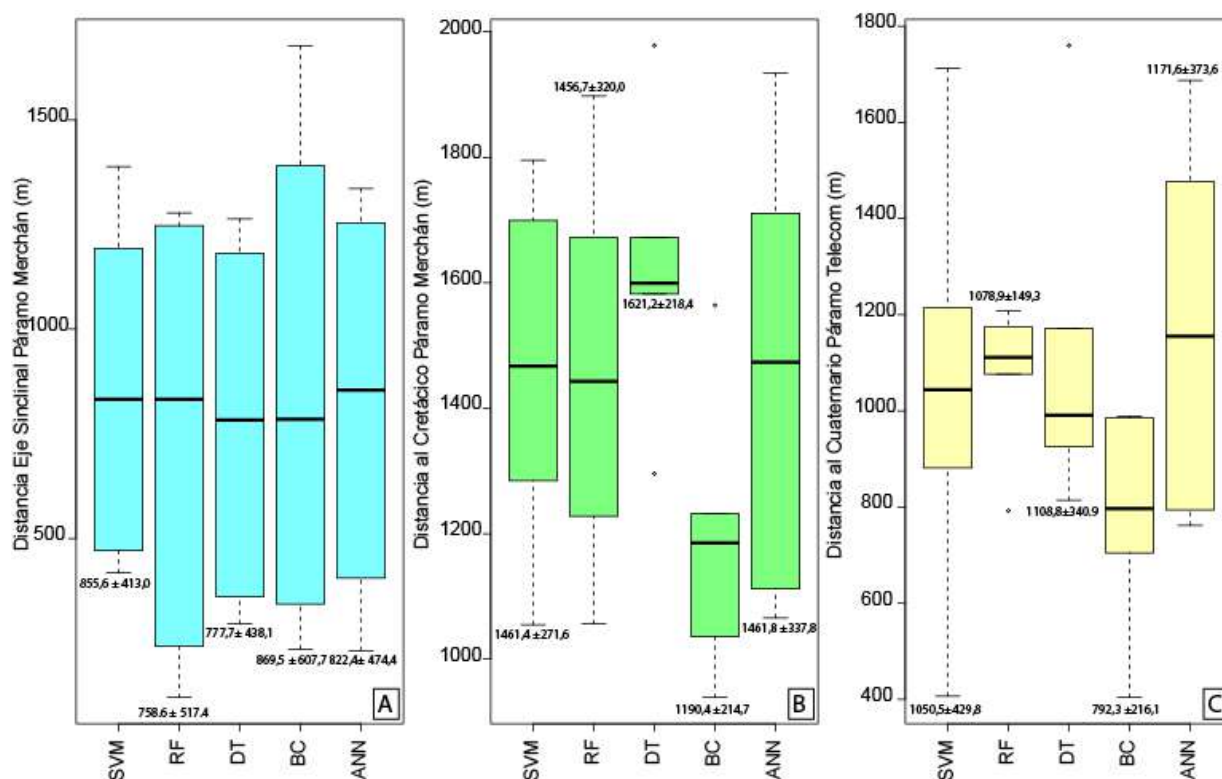 Distancia Eje Sinclinal Páramo Merchán (m)
1500
1000
500
855,6 ± 413,0
758.6 ± 517.4
777,7± 438,1
869,5 ± 607,7
822,4± 474,4
A
SVM
RF
DT
BC
ANN
Distancia al Cretácico Páramo Merchán (m)
2000
1800
1600
1400
1200
1000
1461,4 ±271,6
1456,7±320,0
1621,2±218,4
1190,4 ±214,7
1461,8 ±337,8
B
SVM
RF
DT
BC
ANN
Distancia al Cuaternario Páramo Telecom (m)
1800
1600
1400
1200
1000
800
600
400
1050,5±429,8
1078,9±149,3
1108,8±340.9
792,3 ±216,1
1171,6±373,6
C
SVM
RF
DT
BC
ANN